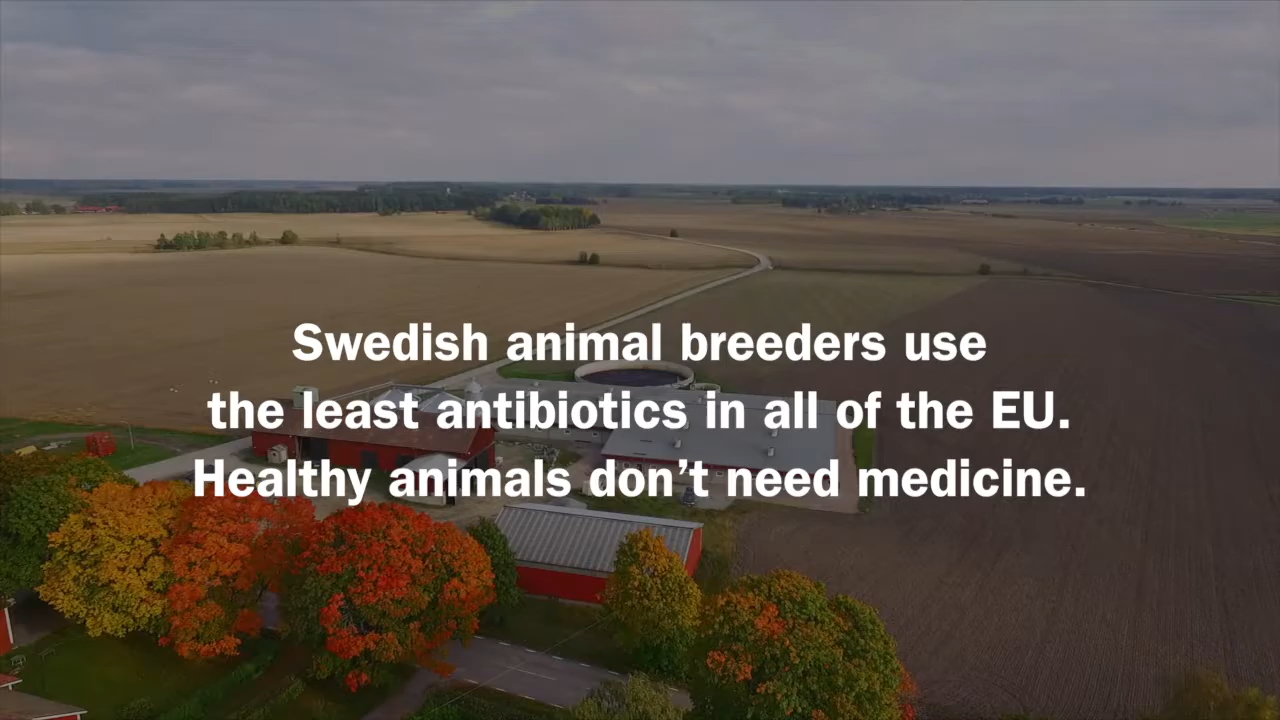 Swedish animal breeders use
the least antibiotics in all of the EU.
Healthy animals don’t need medicine.